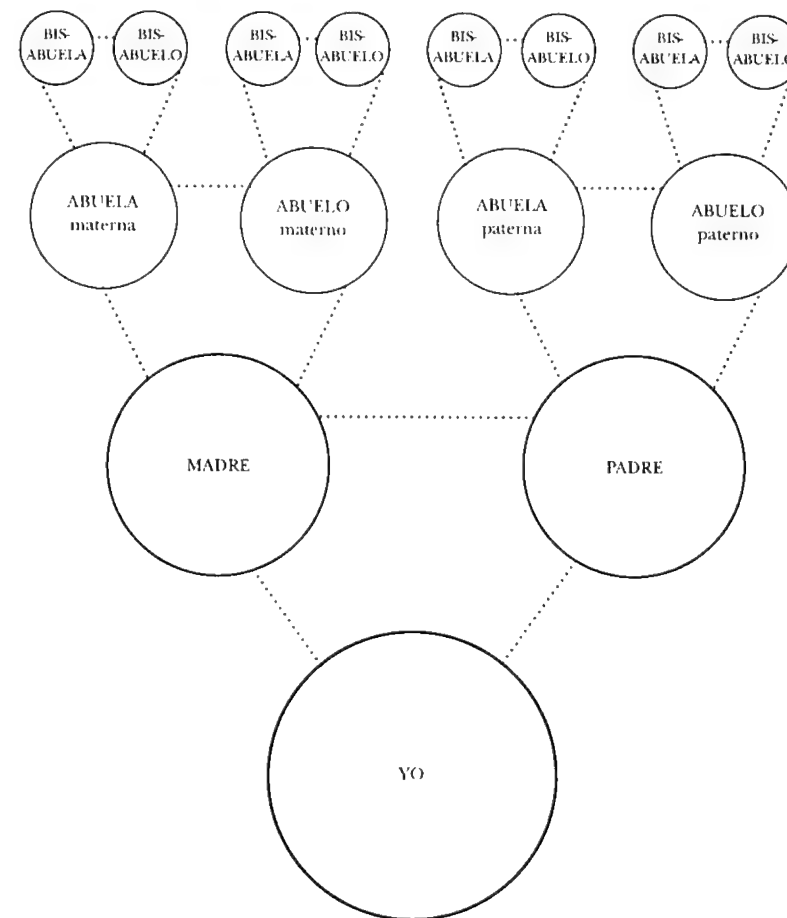 BIS-
ABUELA
BIS-
ABUELO
BIS-
ABUELA
BIS-
ABUELO
BIS-
ABUELA
BIS-
ABUELO
BIS-
ABUELA
BIS-
ABUELO
ABUELA
materna
ABUELO
materno
ABUELA
paterna
ABUELO
paterno
MADRE
PADRE
YO